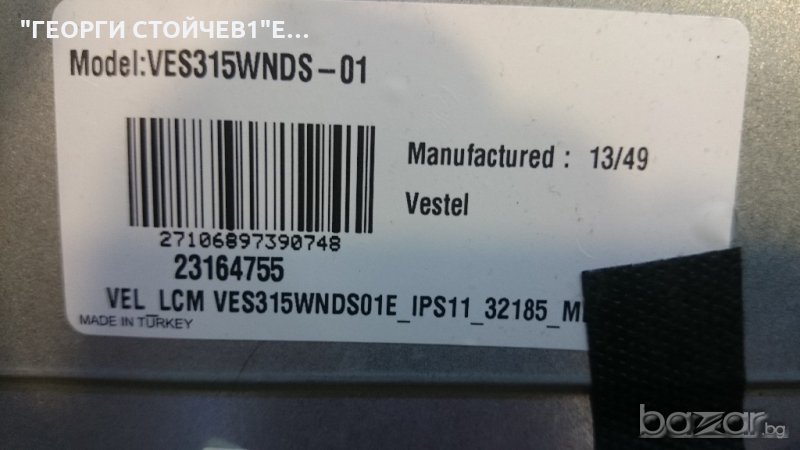 "ГЕОРГИ СТОЙЧЕВ1"Е...
Model:VES315WNDS-01
Manufactured : 13/49
Vestel
27106897390748
23164755
VEL LCM VES315WNDS01E_IPS11_32185_M
MADE IN TURKEY
bazar.bg